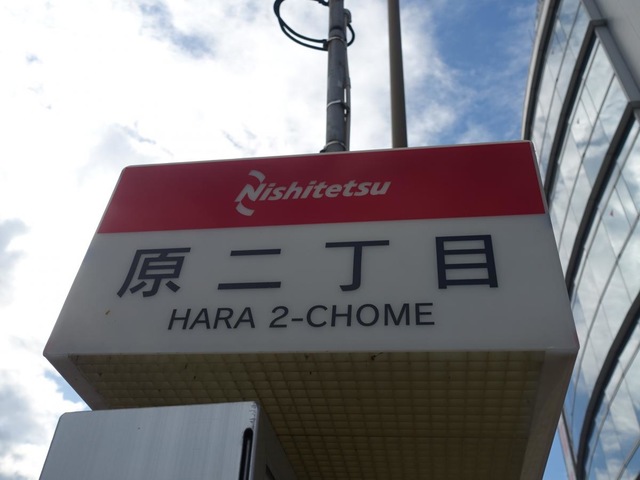 Nishitetsu
原二丁目
HARA 2-CHOME